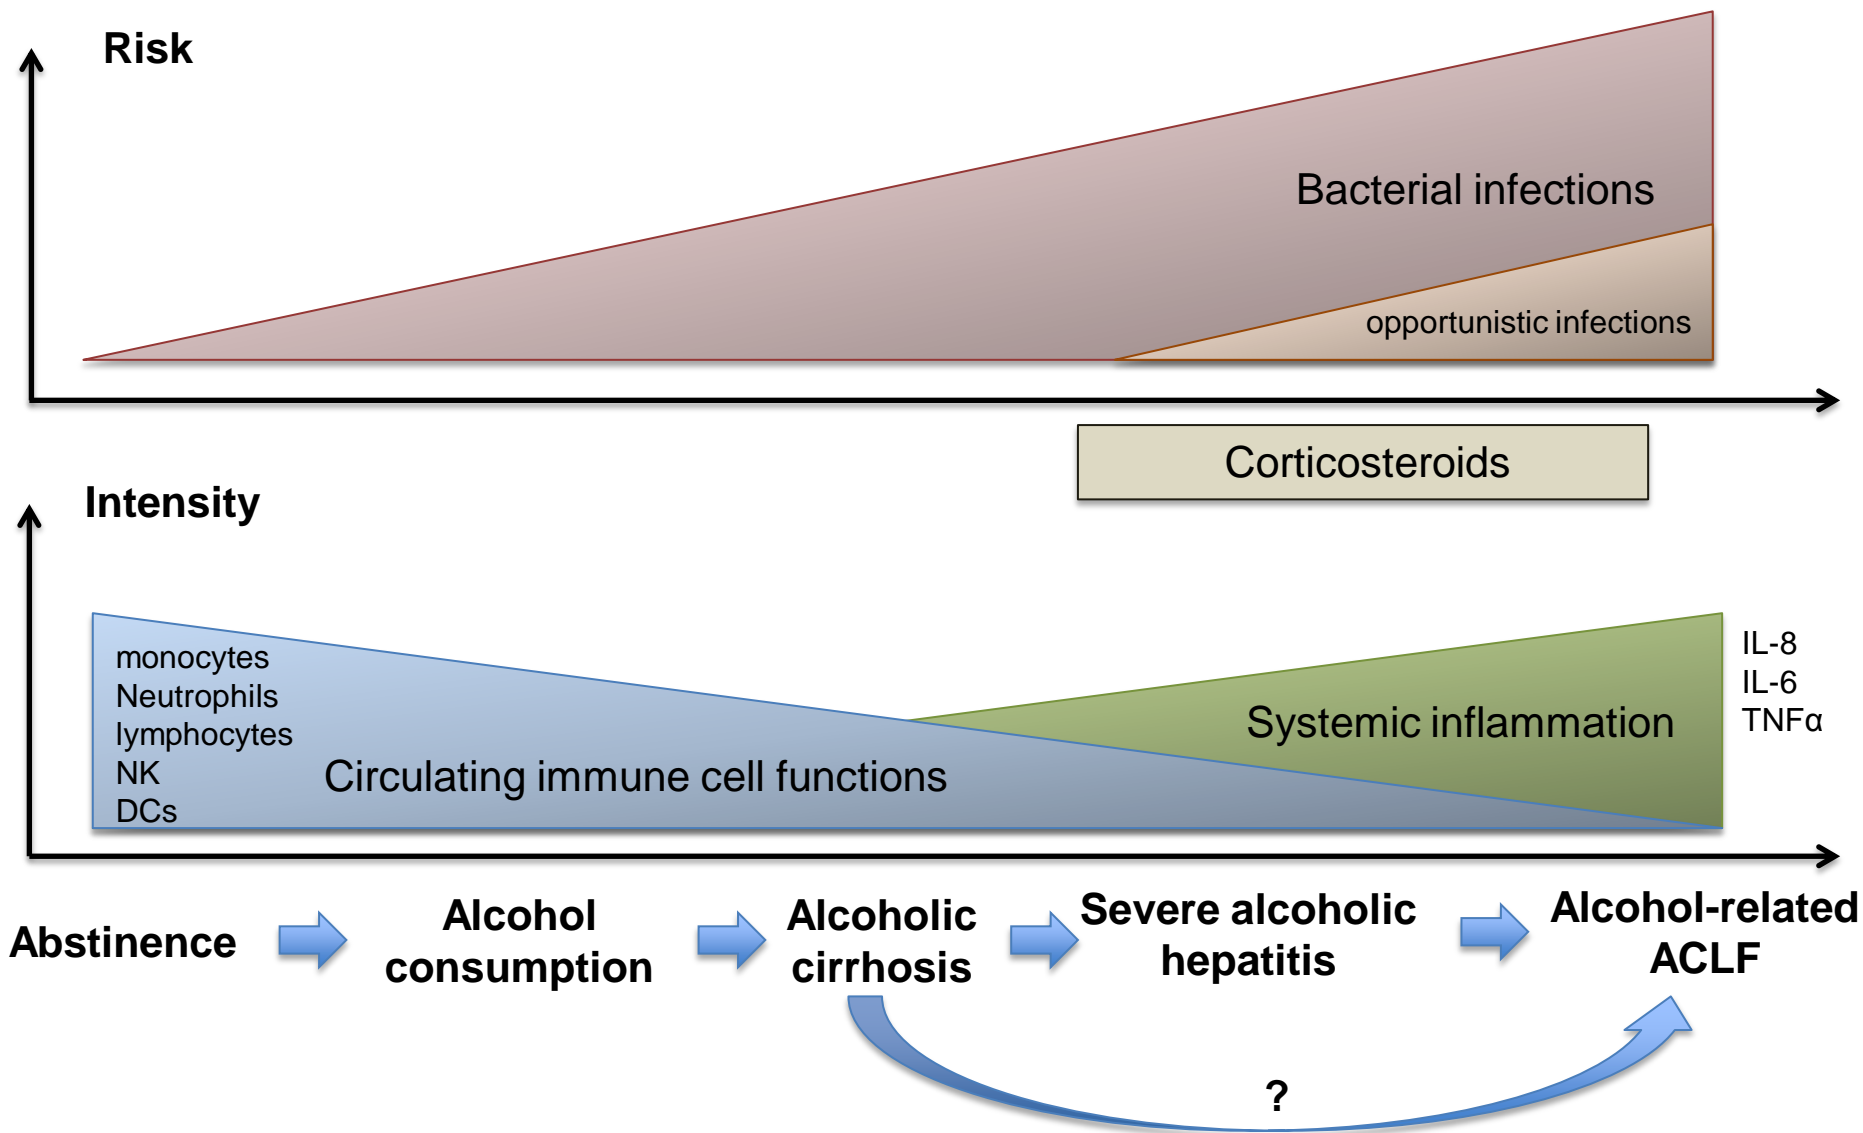 Risk
Bacterial infections
opportunistic infections
Corticosteroids
Intensity
monocytes
Neutrophils
lymphocytes
NK
DCs
Circulating immune cell functions
Systemic inflammation
IL-8
IL-6
TNFα
Abstinence
Alcohol
consumption
Alcoholic
cirrhosis
Severe alcoholic
hepatitis
Alcohol-related
ACLF
?